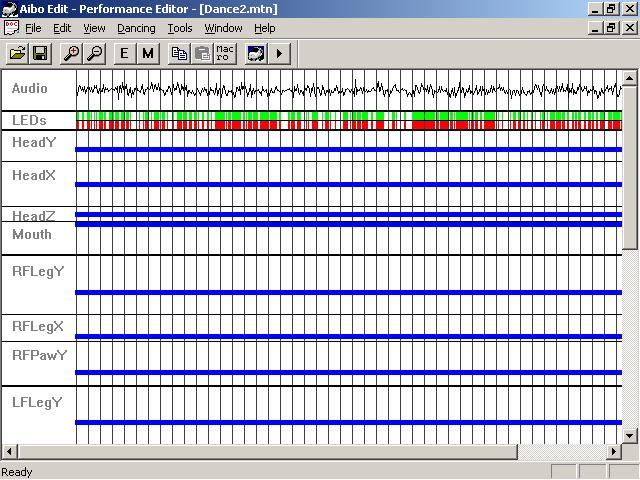 Aibo Edit - Performance Editor - [Dance2.mtn]
File Edit View Dancing Tools Window Help
E M Mac ro
Audio
LEDs
HeadY
HeadX
HeadZ
Mouth
RFLegY
RFLegX
RFPawY
LFLegY
Ready